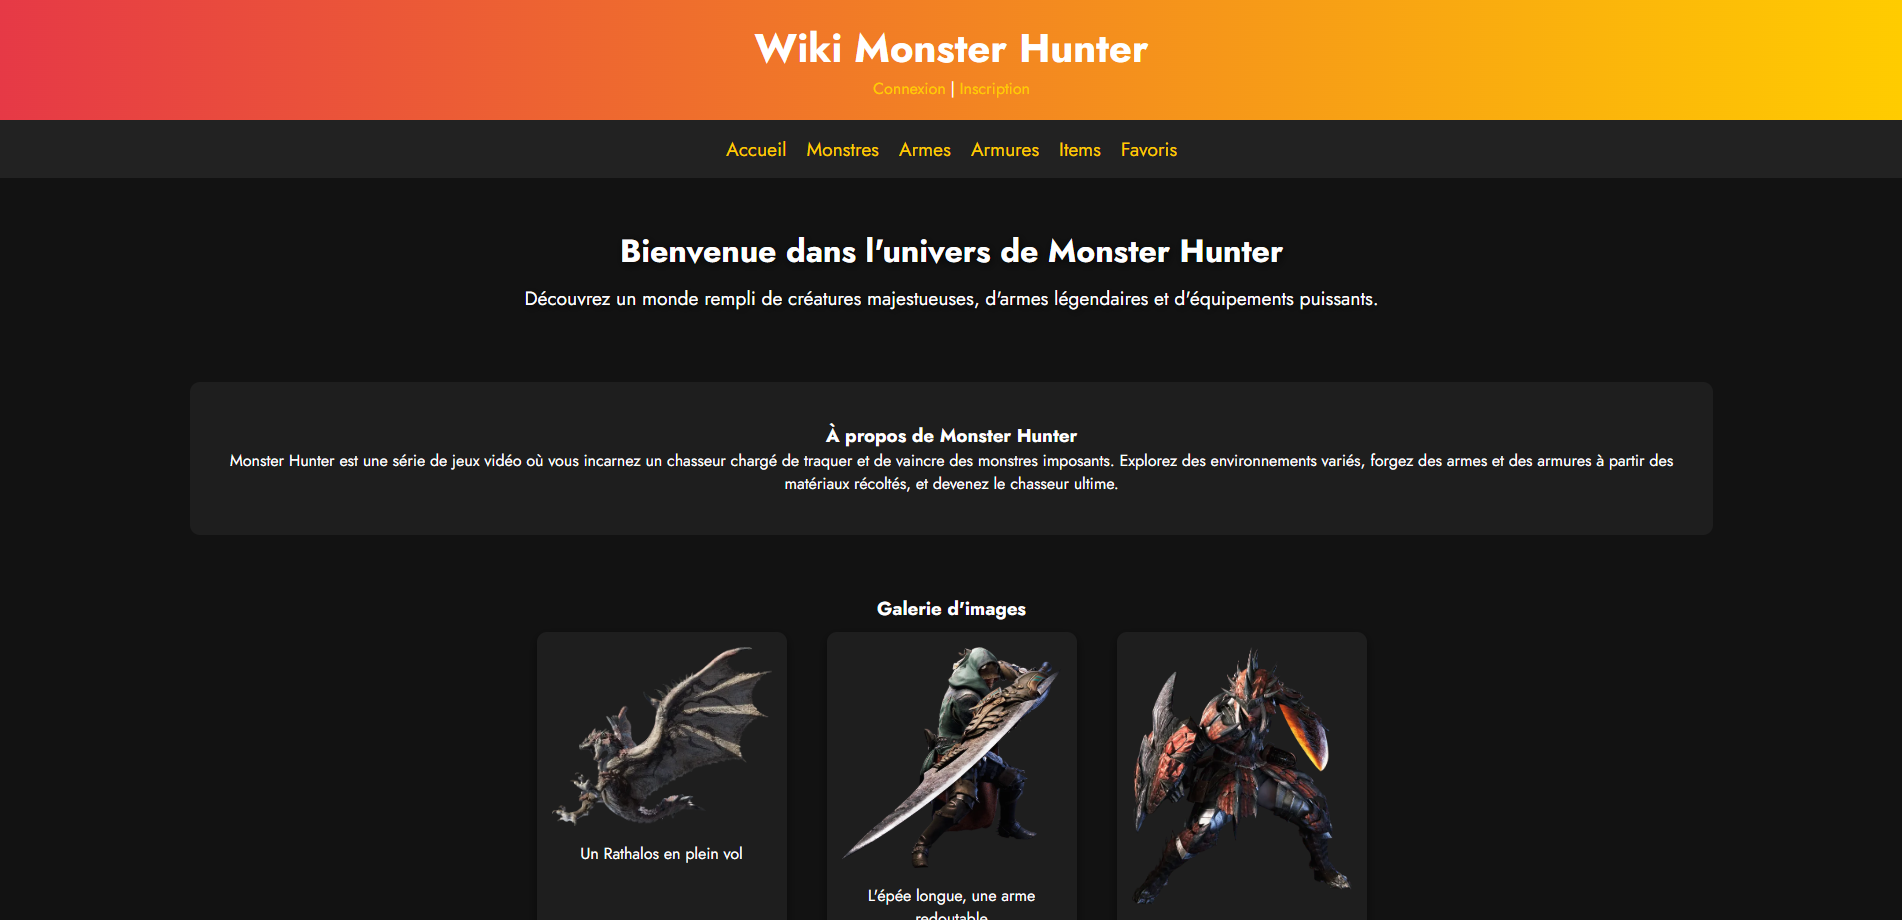 Wiki Monster Hunter
Connexion | Inscription
Accueil Monstres Armes Armures Items Favoris
Bienvenue dans l'univers de Monster Hunter
Découvrez un monde rempli de créatures majestueuses, d'armes légendaires et d'équipements puissants.
À propos de Monster Hunter
Monster Hunter est une série de jeux vidéo où vous incarnez un chasseur chargé de traquer et de vaincre des monstres imposants. Explorez des environnements variés, forgez des armes et des armures à partir des
matériaux récoltés, et devenez le chasseur ultime.
Galerie d'images
Un Rathalos en plein vol
L'épée longue, une arme
redoutable